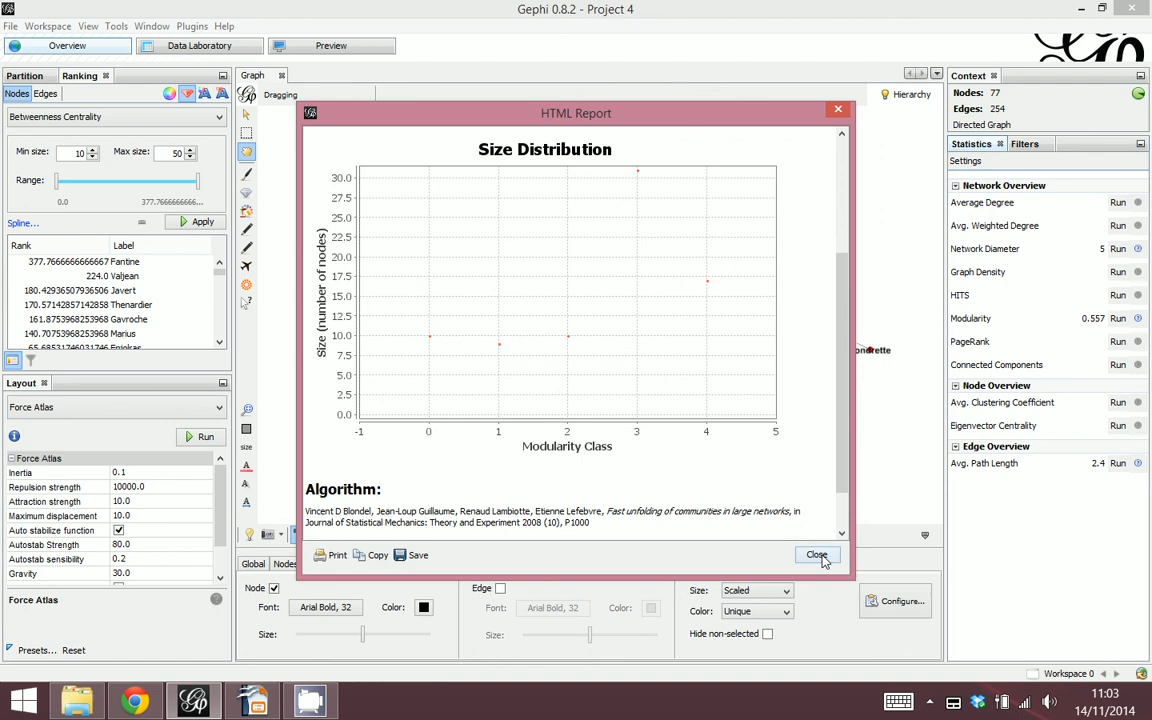 Gephi 0.8.2 - Project 4
File Workspace View Tools Window Plugins Help
Overview
Data Laboratory
Preview
Partition
Ranking
Nodes Edges
Betweenness Centrality
Min size: 10 Max size: 50
Range:
0.0 377.7666666666...
Spline...
Apply
Rank Label
377.7666666666667 Fantine
224.0 Valjean
180.42936507936506 Javert
170.57142857142858 Thenardier
161.8753968253968 Gavroche
140.70753968253968 Marius
65.68531746031746 Enjolras
Layout
Force Atlas
Run
Force Atlas
Inertia 0.1
Repulsion strength 10000.0
Attraction strength 10.0
Maximum displacement 10.0
Auto stabilize function
Autostab Strength 80.0
Autostab sensibility 0.2
Gravity 30.0
Force Atlas
Presets... Reset
Graph
Dragging
Hierarchy
size
HTML Report
Size Distribution
Size (number of nodes)
30.0
27.5
25.0
22.5
20.0
17.5
15.0
12.5
10.0
7.5
5.0
2.5
0.0
-1 0 1 2 3 4 5
Modularity Class
Algorithm:
Vincent D Blondel, Jean-Loup Guillaume, Renaud Lambiotte, Etienne Lefebvre, Fast unfolding of communities in large networks, in
Journal of Statistical Mechanics: Theory and Experiment 2008 (10), P1000
Print Copy Save
Close
Global Nodes
Node
Font: Arial Bold, 32 Color:
Size:
Edge
Font: Arial Bold, 32 Color:
Size:
Size: Scaled
Color: Unique
Hide non-selected
Configure...
Context
Nodes: 77
Edges: 254
Directed Graph
Statistics Filters
Settings
Network Overview
Average Degree Run
Avg. Weighted Degree Run
Network Diameter 5 Run
Graph Density Run
HITS Run
Modularity 0.557 Run
PageRank Run
Connected Components Run
Node Overview
Avg. Clustering Coefficient Run
Eigenvector Centrality Run
Edge Overview
Avg. Path Length 2.4 Run
Workspace 0
11:03
14/11/2014